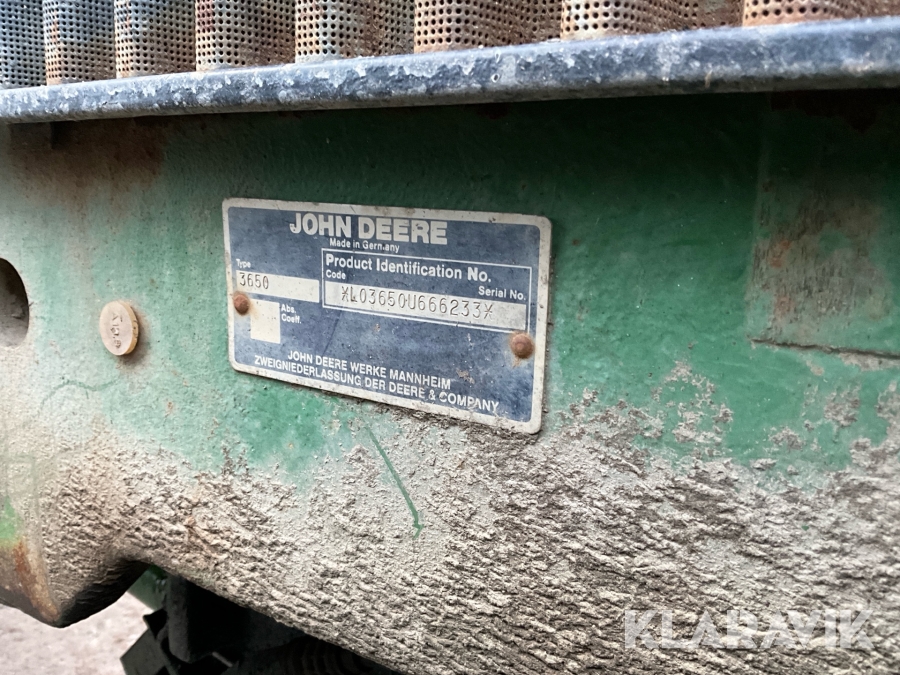 JOHN DEERE
Made in Germany
Product Identification No.
Type
Code
Serial No.
3650
*L03650U666233*
Abs.
Coeff.
JOHN DEERE WERKE MANNHEIM
ZWEIGNIEDERLASSUNG DER DEERE & COMPANY
KLARAVIK